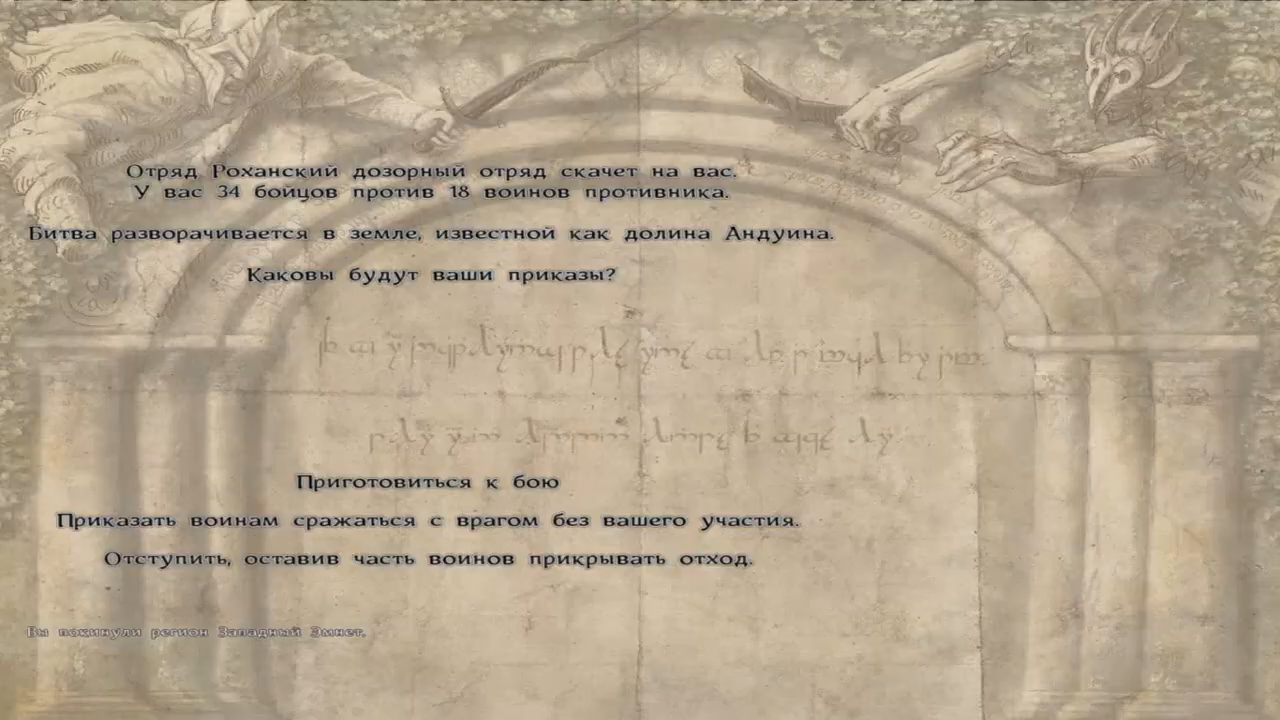 Отряд Роханский дозорный отряд скачет на вас.
У вас 34 бойцов против 18 воинов противника.
Битва разворачивается в земле, известной как долина Андуина.
Каковы будут ваши приказы?
Приготовиться к бою
Приказать воинам сражаться с врагом без вашего участия.
Отступить, оставив часть воинов прикрывать отход.
Вы покинули регион Западный Эмнет.